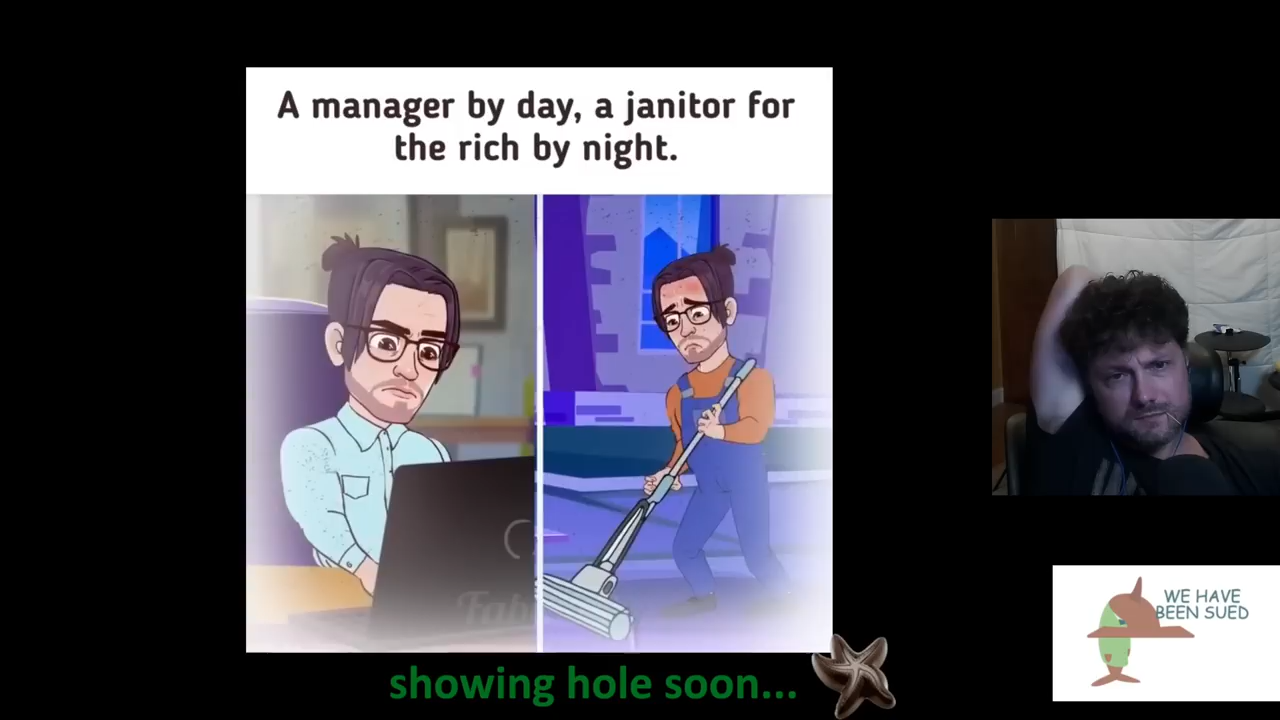 A manager by day, a janitor for
the rich by night.
WE HAVE
BEEN SUED
showing hole soon...